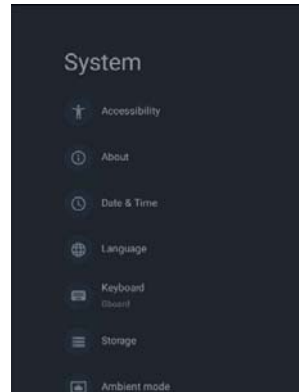 System
Accessibility
About
Date & Time
Language
Keyboard
Gboard
Storage
Ambient mode